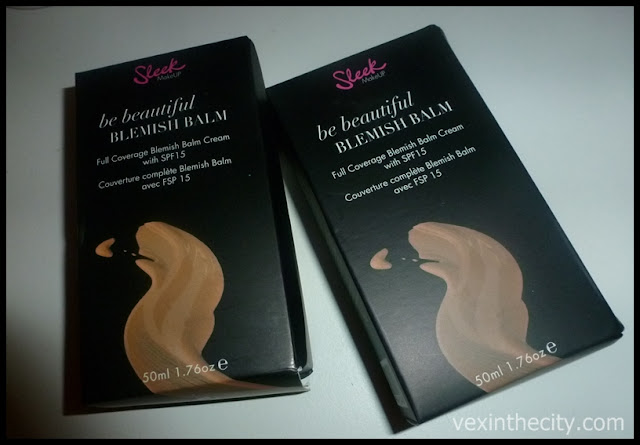 Sleek
MakeUP
be beautiful
BLEMISH BALM
Full Coverage Blemish Balm Cream
with SPF15
Couverture complète Blemish Balm
avec FSP 15
50ml 1.76oz e
Sleek
MakeUP
be beautiful
BLEMISH BALM
Full Coverage Blemish Balm Cream
with SPF15
Couverture complète Blemish Balm
avec FSP 15
50ml 1.76oz e
vexinthecity.com